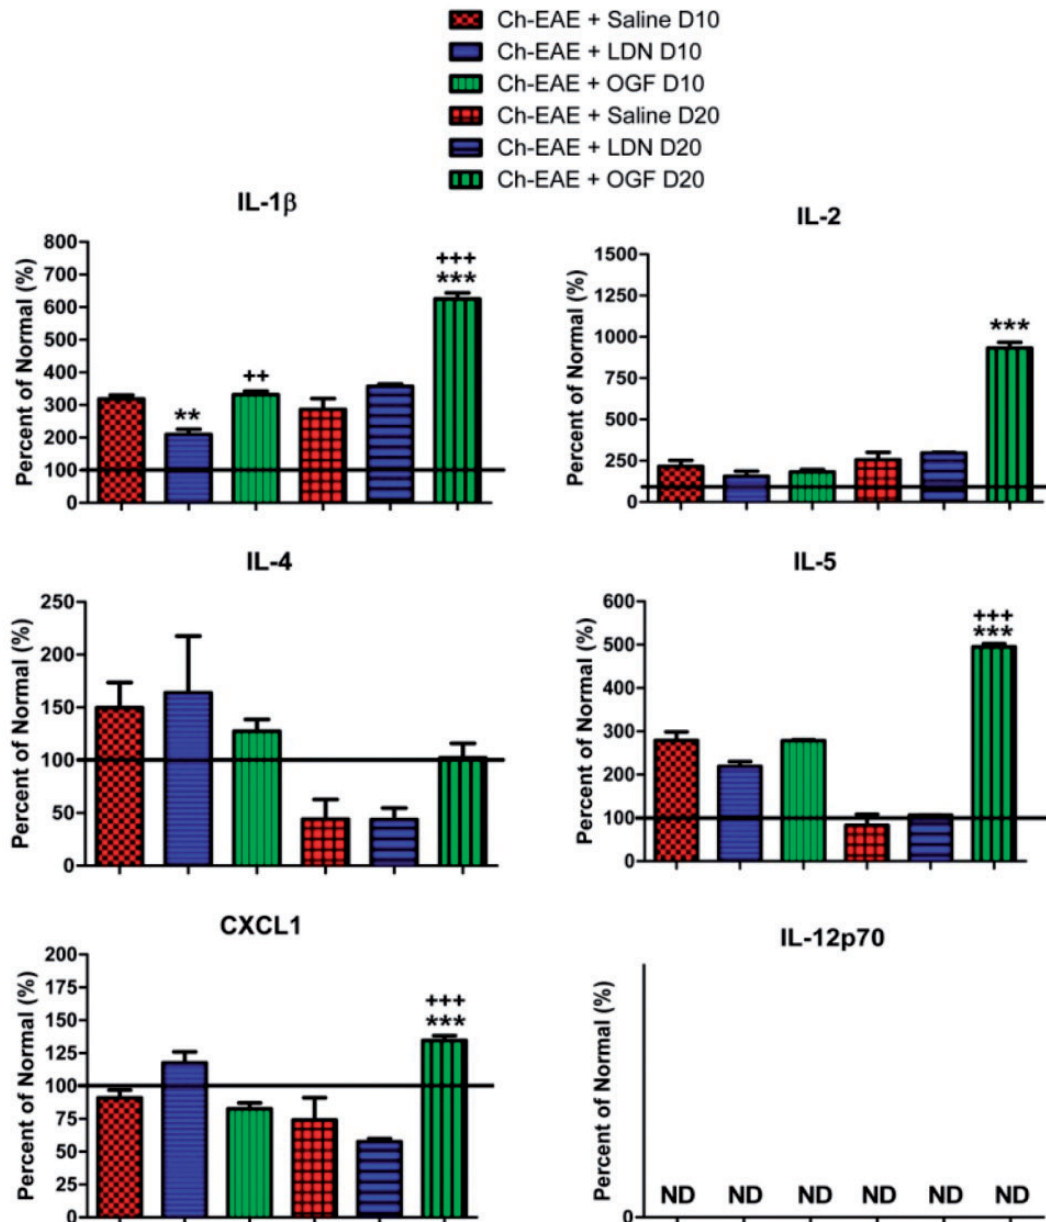 Ch-EAE + Saline D10
Ch-EAE + LDN D10
Ch-EAE + OGF D10
Ch-EAE + Saline D20
Ch-EAE + LDN D20
Ch-EAE + OGF D20
IL-1β
Percent of Normal (%)
800
700
600
500
400
300
200
100
0
**
++
+++
***
IL-2
Percent of Normal (%)
1500
1250
1000
750
500
250
0
***
IL-4
Percent of Normal (%)
250
200
150
100
50
0
IL-5
Percent of Normal (%)
600
500
400
300
200
100
0
+++
***
CXCL1
Percent of Normal (%)
200
175
150
125
100
75
50
25
0
+++
***
IL-12p70
Percent of Normal (%)
0
ND ND ND ND ND ND